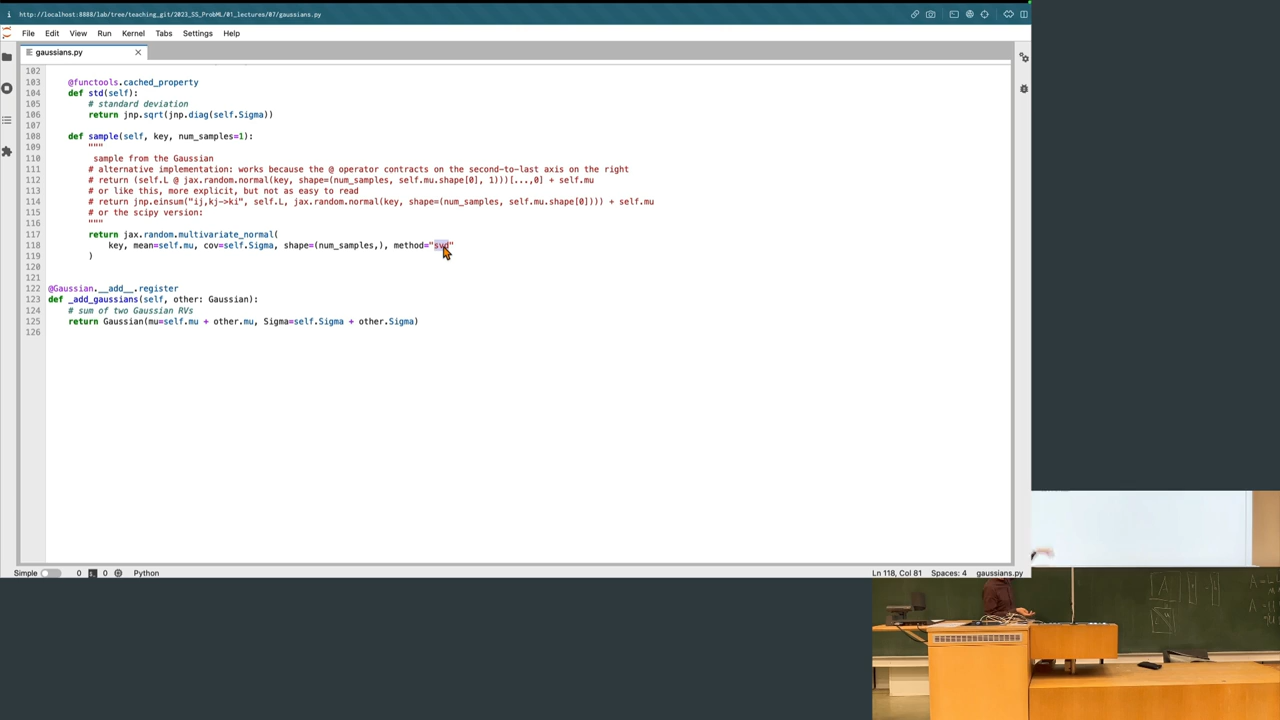 http://localhost:8888/lab/tree/teaching_git/2023_SS_ProbML/01_lectures/07/gaussians.py
File Edit View Run Kernel Tabs Settings Help
gaussians.py
102
103 @functools.cached_property
104 def std(self):
105 # standard deviation
106 return jnp.sqrt(jnp.diag(self.Sigma))
107
108 def sample(self, key, num_samples=1):
109 """
110 sample from the Gaussian
111 # alternative implementation: works because the @ operator contracts on the second-to-last axis on the right
112 # return (self.L @ jax.random.normal(key, shape=(num_samples, self.mu.shape[0], 1)))[...,0] + self.mu
113 # or like this, more explicit, but not as easy to read
114 # return jnp.einsum("ij,kj->ki", self.L, jax.random.normal(key, shape=(num_samples, self.mu.shape[0]))) + self.mu
115 # or the scipy version:
116 """
117 return jax.random.multivariate_normal(
118 key, mean=self.mu, cov=self.Sigma, shape=(num_samples,), method="svd"
119 )
120
121
122 @Gaussian.__add__.register
123 def _add_gaussians(self, other: Gaussian):
124 # sum of two Gaussian RVs
125 return Gaussian(mu=self.mu + other.mu, Sigma=self.Sigma + other.Sigma)
126
Simple 0 0 Python
Ln 118, Col 81 Spaces: 4 gaussians.py
A